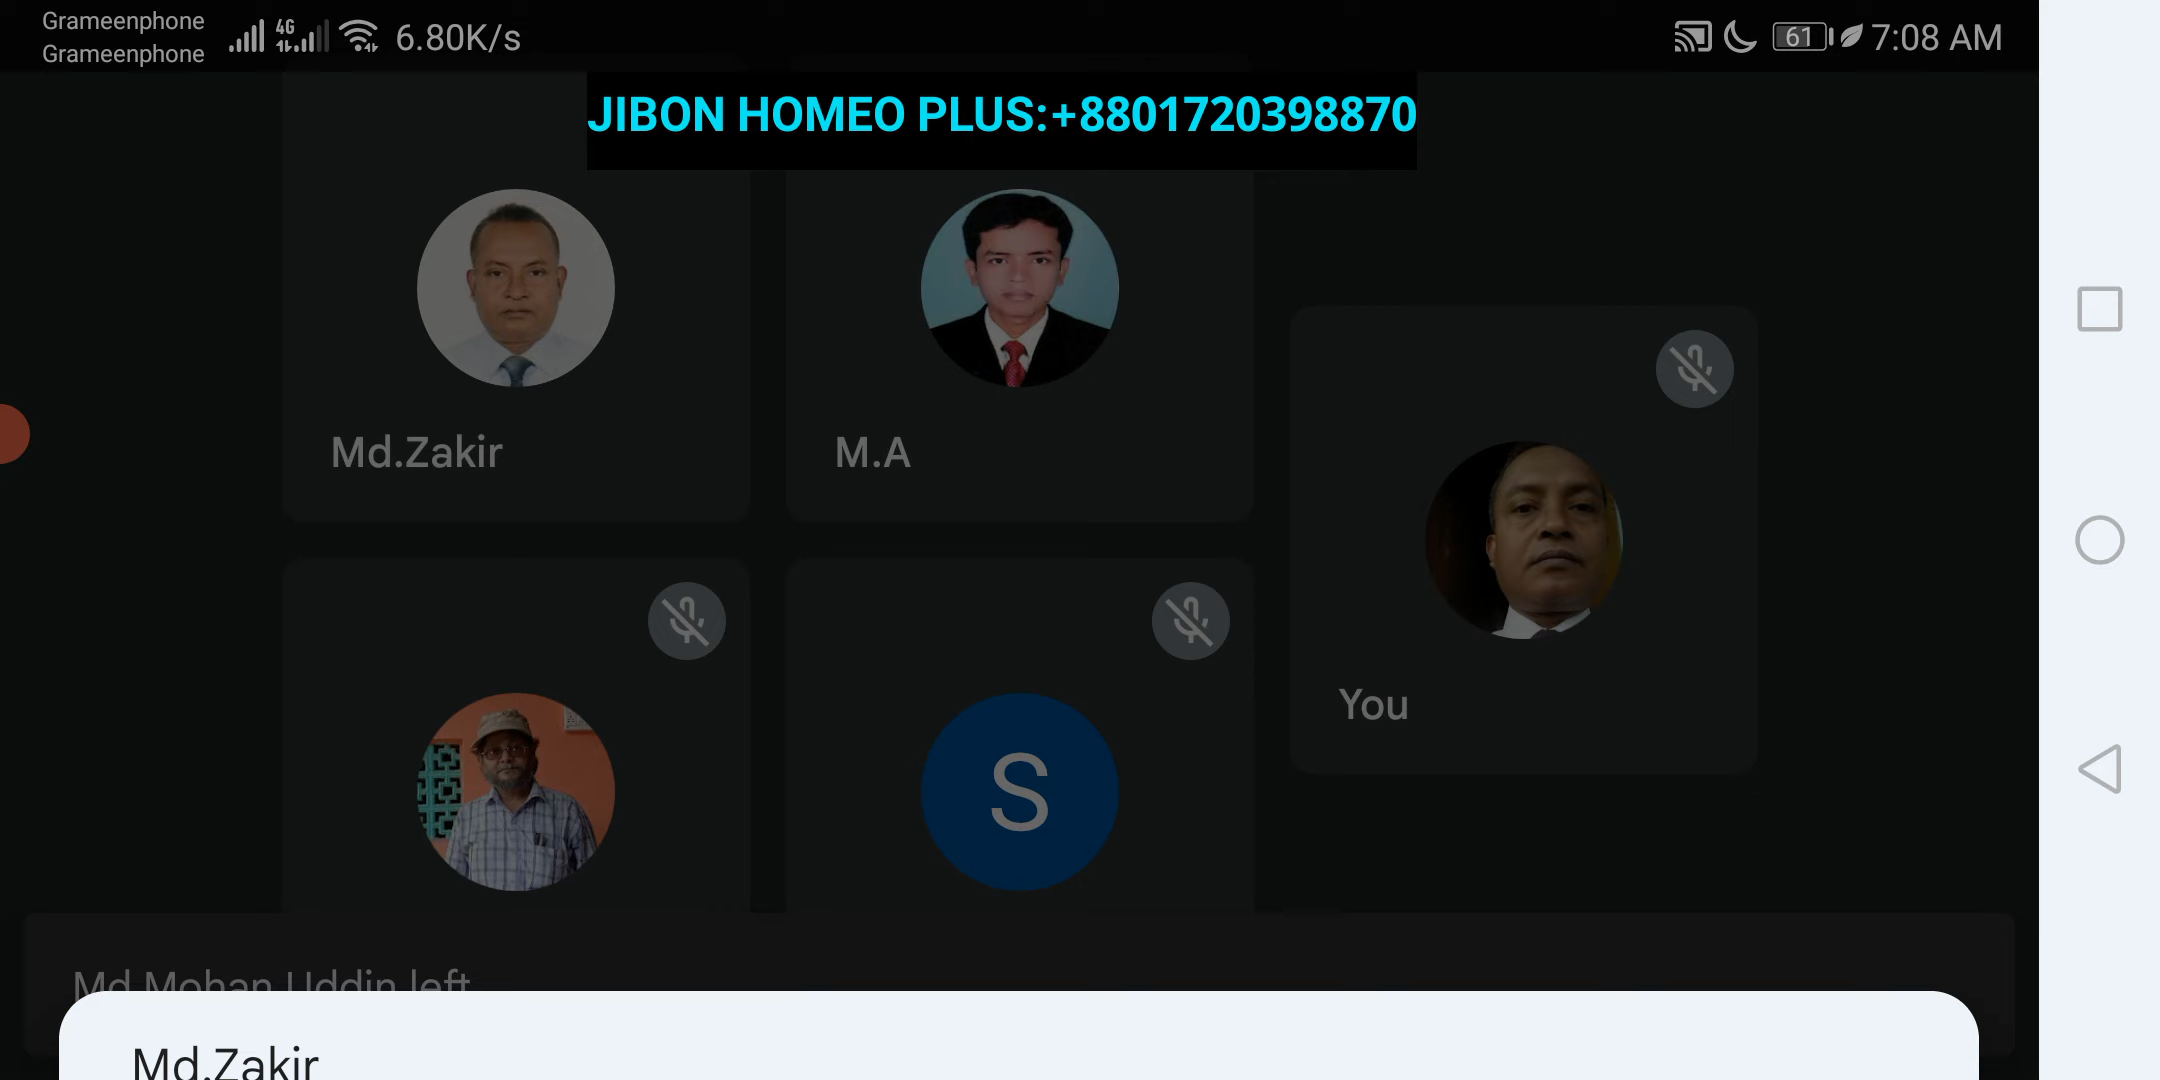 Grameenphone
Grameenphone
4G
6.80K/s
61
7:08 AM
JIBON HOMEO PLUS:+8801720398870
Md.Zakir
M.A
You
S
Md Mohan Uddin left
Md.Zakir